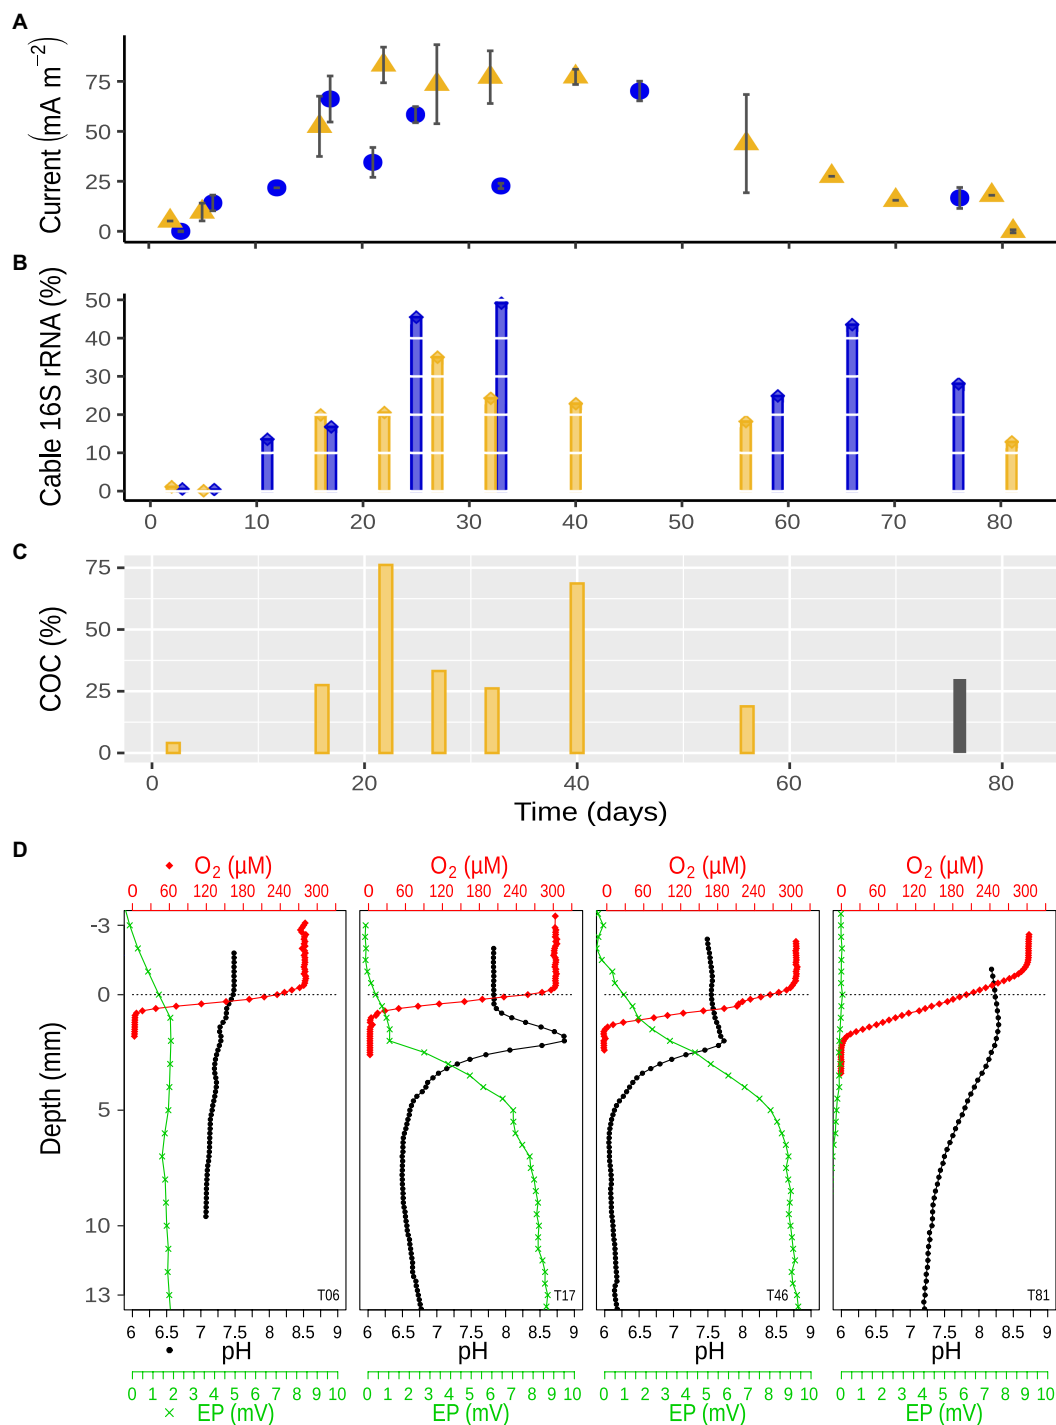 A
Current (mA m⁻²)
75
50
25
0
B
Cable 16S rRNA (%)
50
40
30
20
10
0
0 10 20 30 40 50 60 70 80
C
COC (%)
75
50
25
0
0 20 40 60 80
Time (days)
D
O₂ (µM) O₂ (µM) O₂ (µM) O₂ (µM)
0 60 120 180 240 300 0 60 120 180 240 300 0 60 120 180 240 300 0 60 120 180 240 300
Depth (mm)
-3
0
5
10
13
T06 T17 T46 T81
6 6.5 7 7.5 8 8.5 9 6 6.5 7 7.5 8 8.5 9 6 6.5 7 7.5 8 8.5 9 6 6.5 7 7.5 8 8.5 9
pH pH pH pH
0 1 2 3 4 5 6 7 8 9 10 0 1 2 3 4 5 6 7 8 9 10 0 1 2 3 4 5 6 7 8 9 10 0 1 2 3 4 5 6 7 8 9 10
EP (mV) EP (mV) EP (mV) EP (mV)